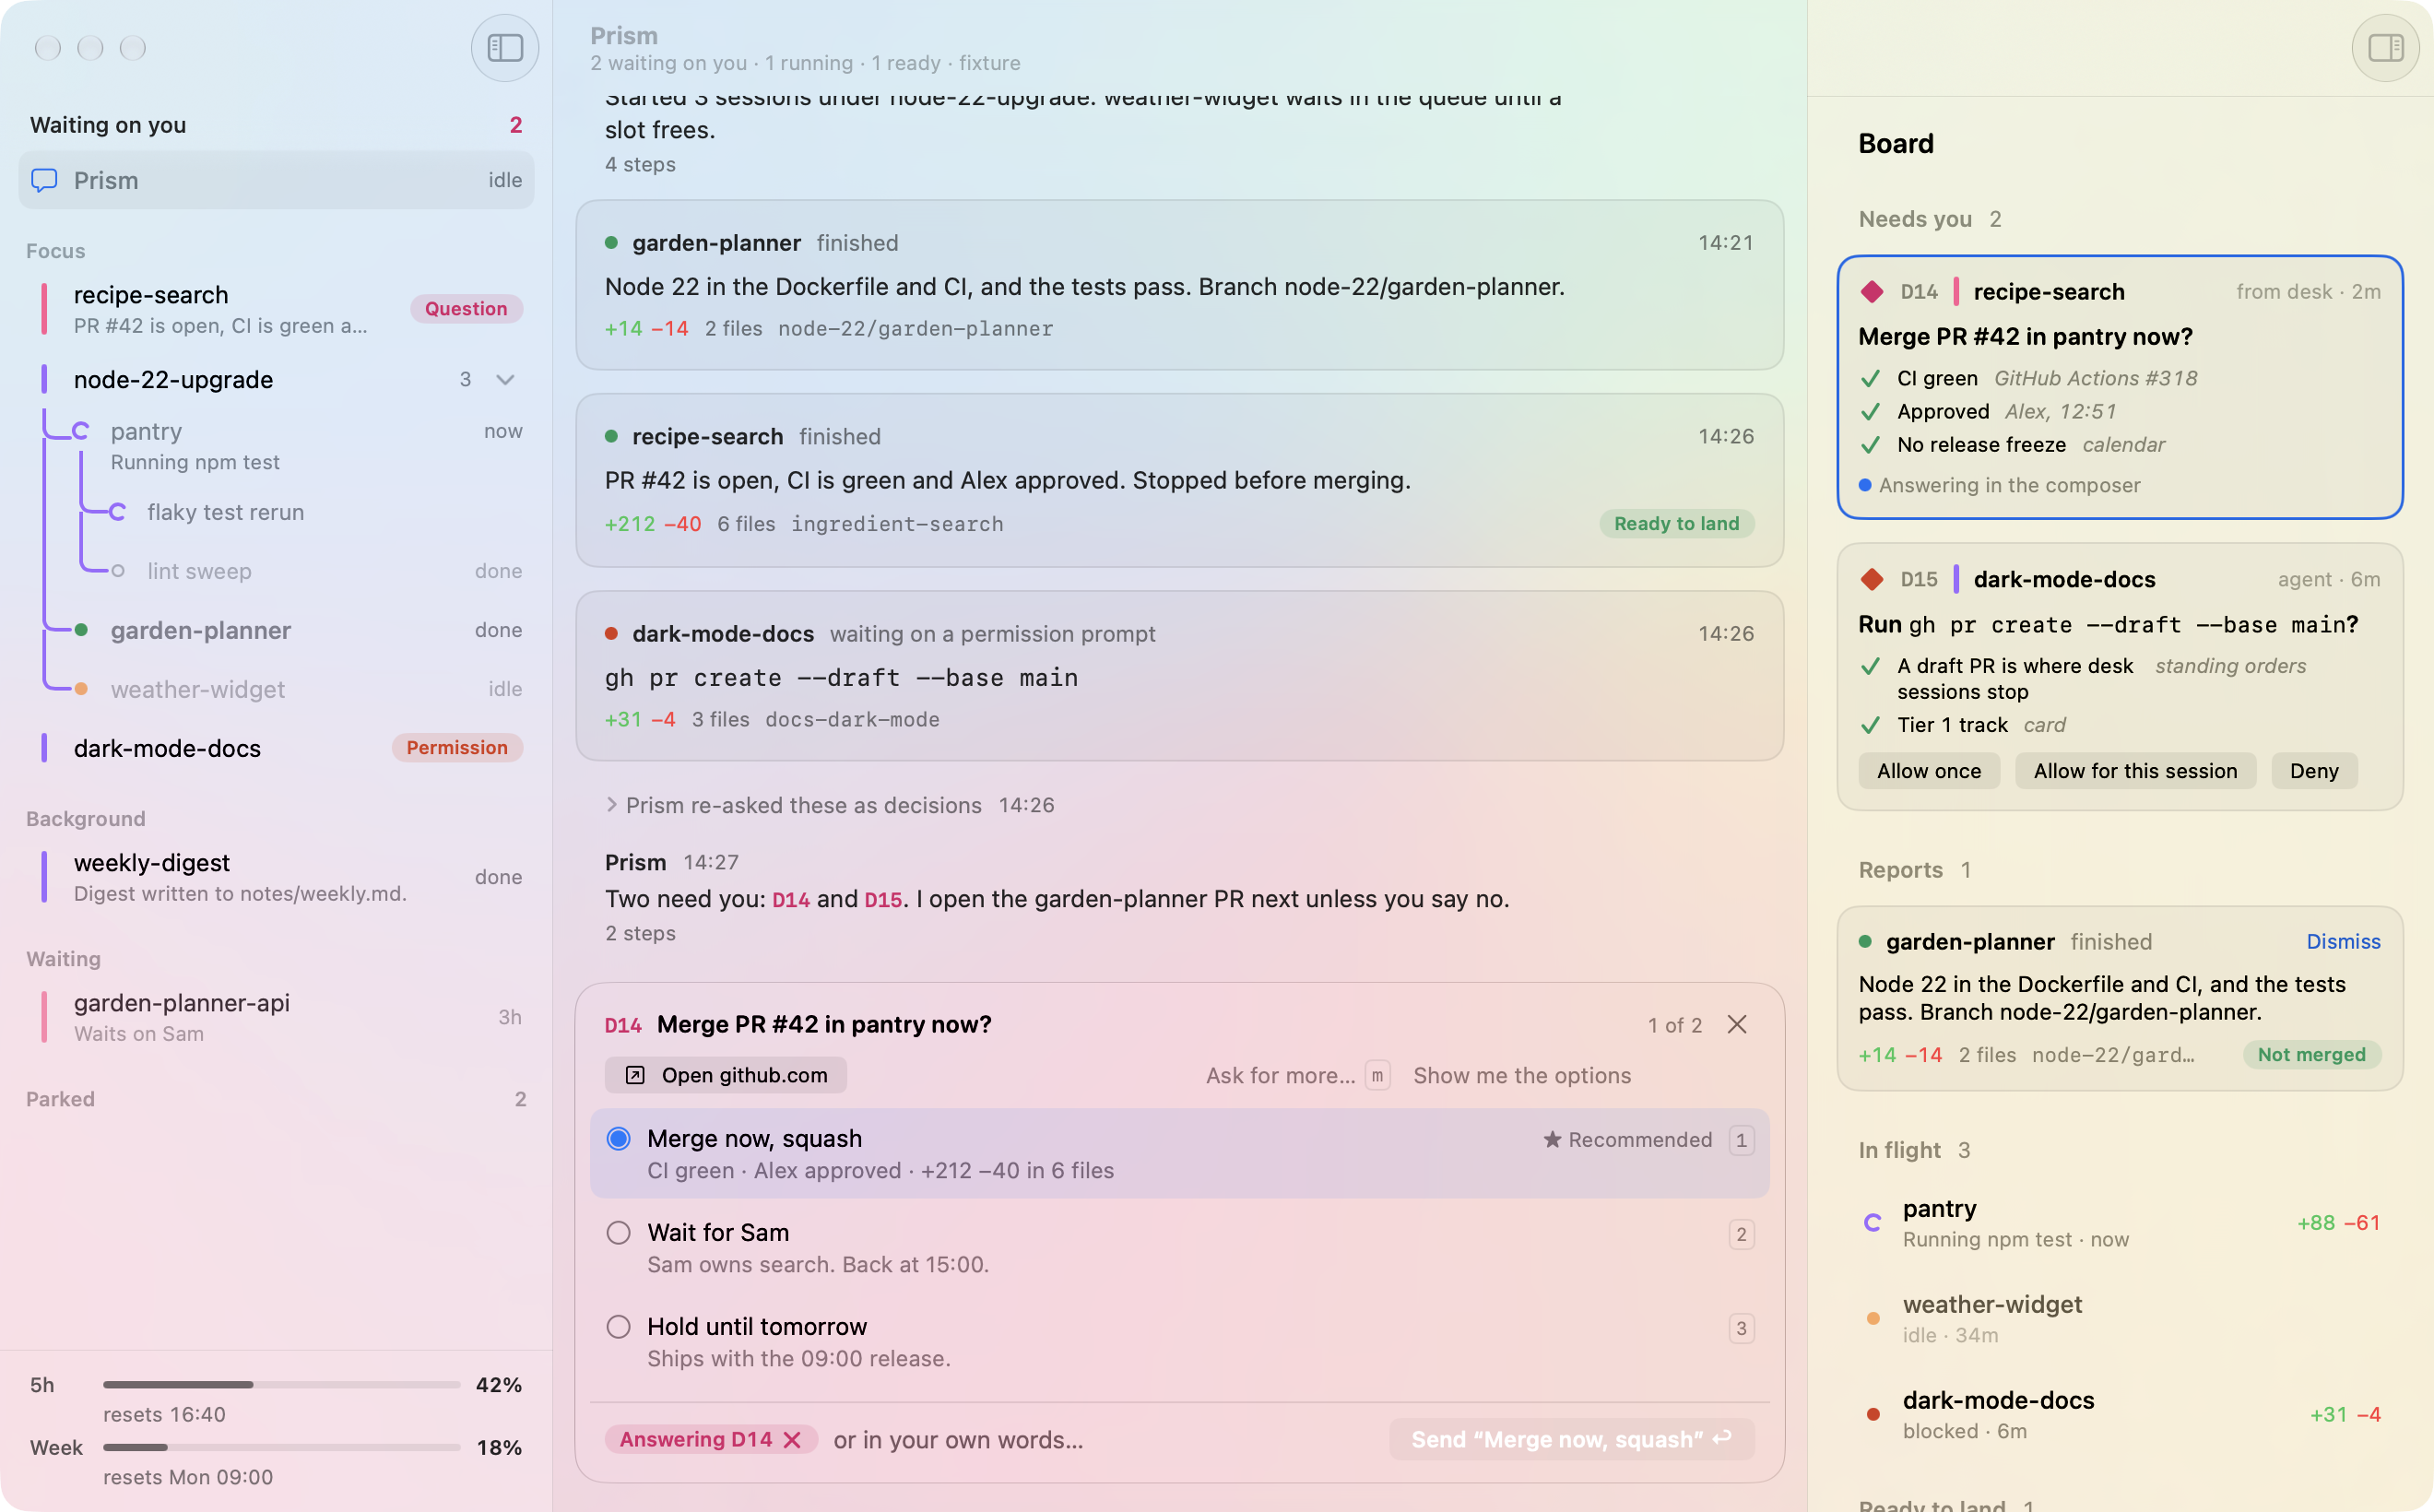 Waiting on you 2
Prism idle
Focus
recipe-search Question
PR #42 is open, CI is green a...
node-22-upgrade 3
pantry now
Running npm test
flaky test rerun
lint sweep done
garden-planner done
weather-widget idle
dark-mode-docs Permission
Background
weekly-digest done
Digest written to notes/weekly.md.
Waiting
garden-planner-api 3h
Waits on Sam
Parked 2
5h 42%
resets 16:40
Week 18%
resets Mon 09:00
Prism
2 waiting on you · 1 running · 1 ready · fixture
Started 3 sessions under node-22-upgrade. weather-widget waits in the queue until a
slot frees.
4 steps
garden-planner finished 14:21
Node 22 in the Dockerfile and CI, and the tests pass. Branch node-22/garden-planner.
+14 −14 2 files node-22/garden-planner
recipe-search finished 14:26
PR #42 is open, CI is green and Alex approved. Stopped before merging.
+212 −40 6 files ingredient-search Ready to land
dark-mode-docs waiting on a permission prompt 14:26
gh pr create --draft --base main
+31 −4 3 files docs-dark-mode
Prism re-asked these as decisions 14:26
Prism 14:27
Two need you: D14 and D15. I open the garden-planner PR next unless you say no.
2 steps
D14 Merge PR #42 in pantry now? 1 of 2
Open github.com Ask for more... m Show me the options
Merge now, squash Recommended 1
CI green · Alex approved · +212 −40 in 6 files
Wait for Sam 2
Sam owns search. Back at 15:00.
Hold until tomorrow 3
Ships with the 09:00 release.
Answering D14 or in your own words... Send “Merge now, squash”
Board
Needs you 2
D14 recipe-search from desk · 2m
Merge PR #42 in pantry now?
CI green GitHub Actions #318
Approved Alex, 12:51
No release freeze calendar
Answering in the composer
D15 dark-mode-docs agent · 6m
Run gh pr create --draft --base main?
A draft PR is where desk standing orders
sessions stop
Tier 1 track card
Allow once Allow for this session Deny
Reports 1
garden-planner finished Dismiss
Node 22 in the Dockerfile and CI, and the tests
pass. Branch node-22/garden-planner.
+14 −14 2 files node-22/gard… Not merged
In flight 3
pantry +88 −61
Running npm test · now
weather-widget
idle · 34m
dark-mode-docs +31 −4
blocked · 6m
Ready to land 1